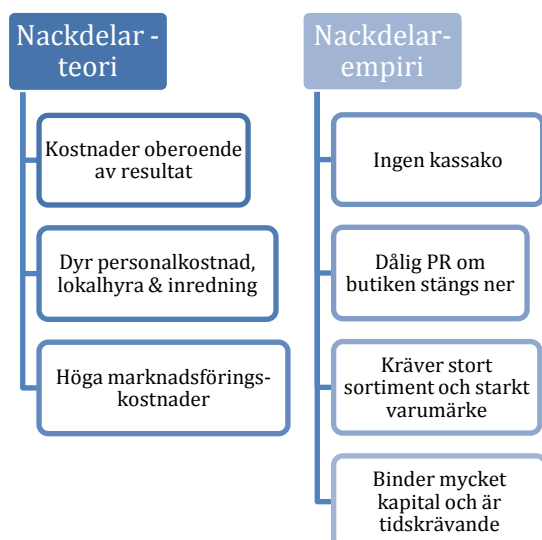 Nackdelar -
teori
Kostnader oberoende
av resultat
Dyr personalkostnad,
lokalhyra & inredning
Höga marknadsförings-
kostnader
Nackdelar-
empiri
Ingen kassako
Dålig PR om
butiken stängs ner
Kräver stort
sortiment och starkt
varumärke
Binder mycket
kapital och är
tidskrävande